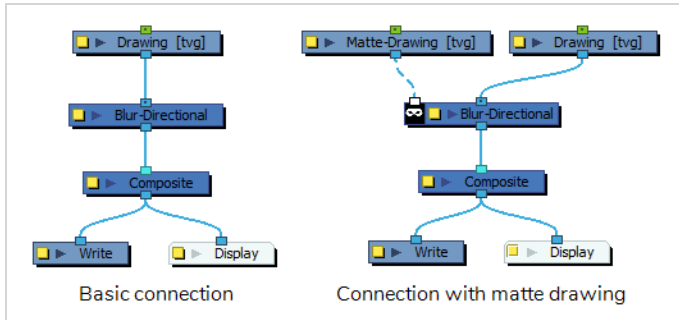 Drawing [tvg]
Blur-Directional
Composite
Write
Display
Basic connection
Matte-Drawing [tvg]
Drawing [tvg]
Blur-Directional
Composite
Write
Display
Connection with matte drawing